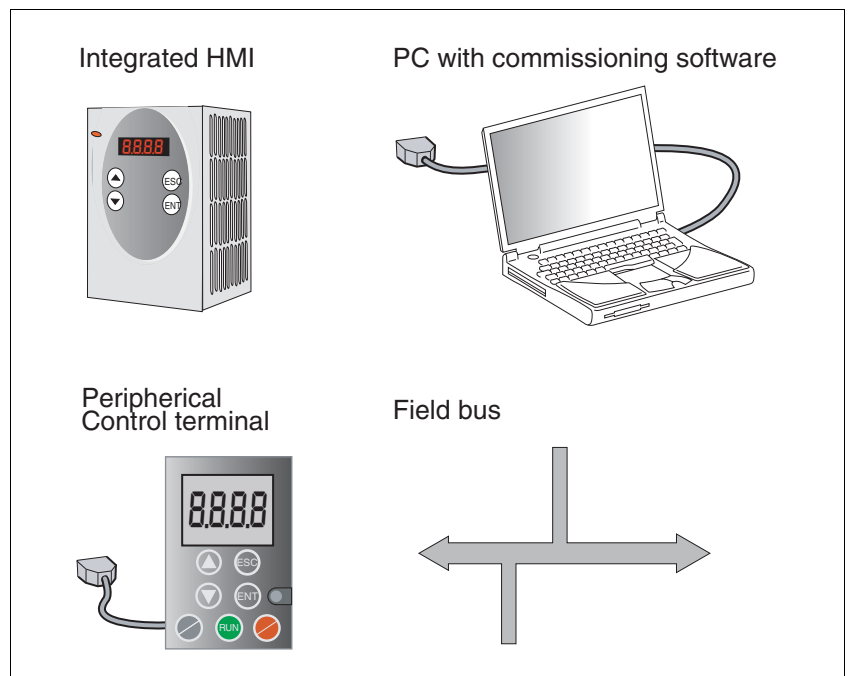 Integrated HMI
PC with commissioning software
8.8.8.8
ESC
ENT
Peripherical
Control terminal
Field bus
8.8.8.8
ESC
ENT
RUN